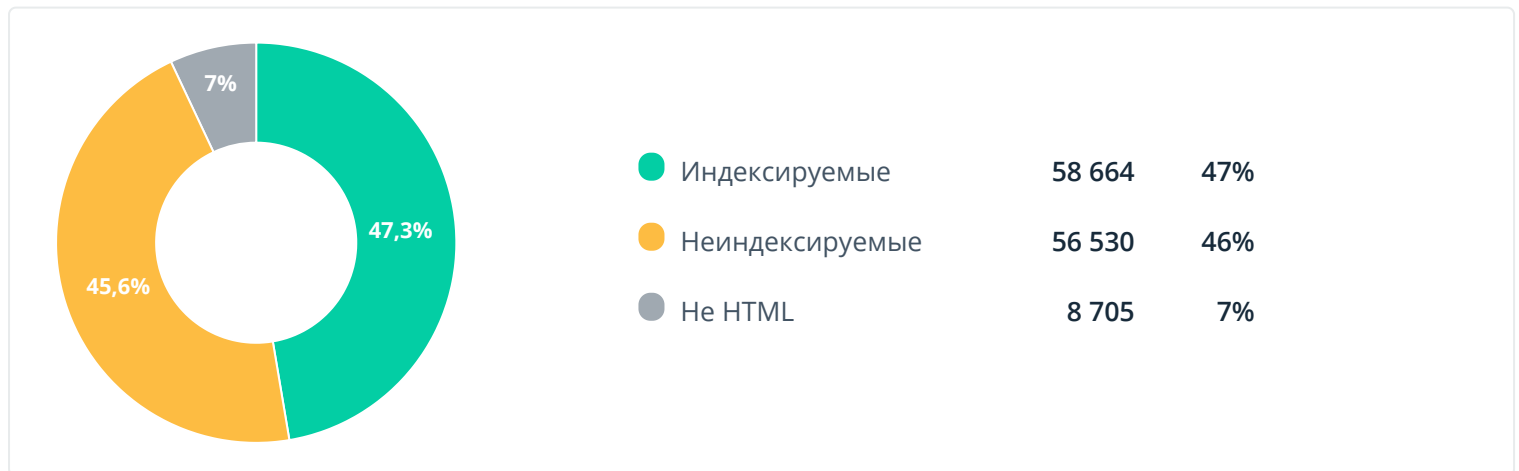 7%
47,3%
45,6%
Индексируемые 58 664 47%
Неиндексируемые 56 530 46%
Не HTML 8 705 7%